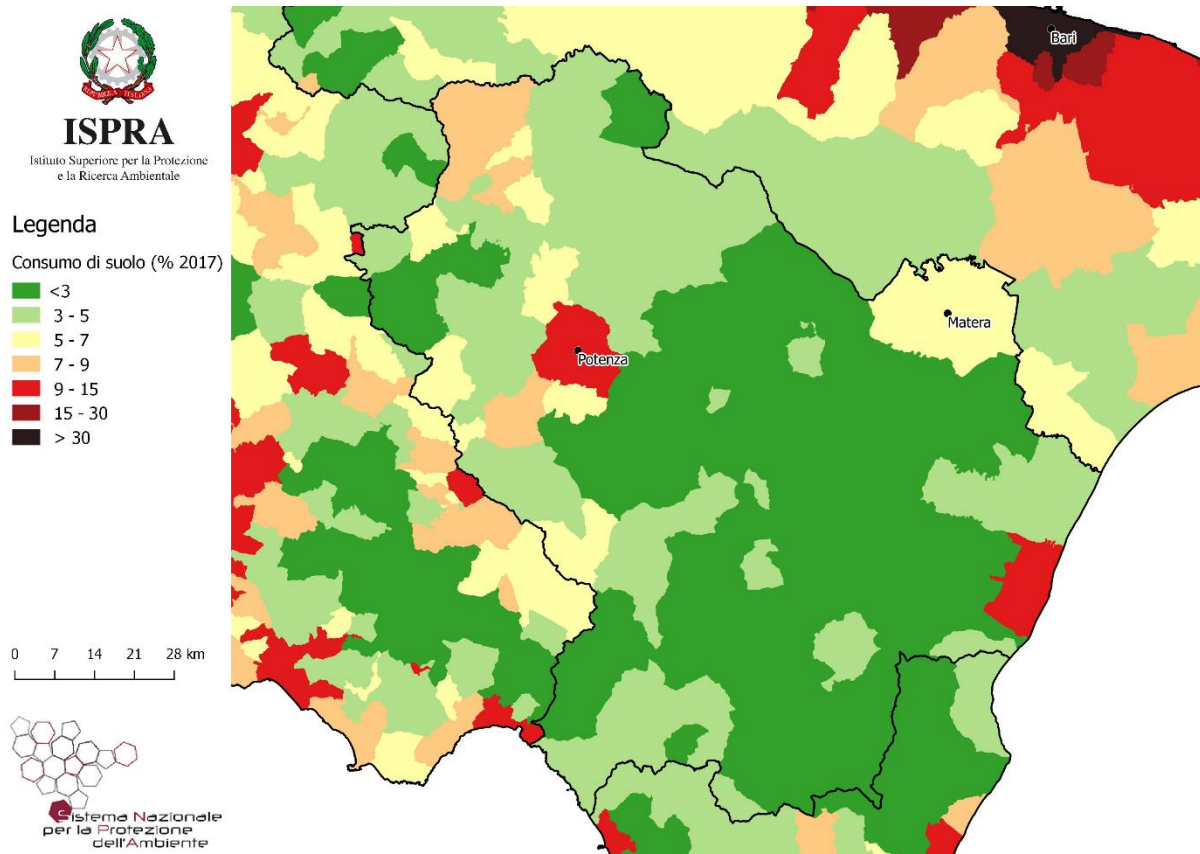 REPVBBLICA ITALIANA
ISPRA
Istituto Superiore per la Protezione
e la Ricerca Ambientale
Legenda
Consumo di suolo (% 2017)
<3
3 - 5
5 - 7
7 - 9
9 - 15
15 - 30
> 30
0 7 14 21 28 km
Sistema Nazionale
per la Protezione
dell'Ambiente
Bari
Matera
Potenza